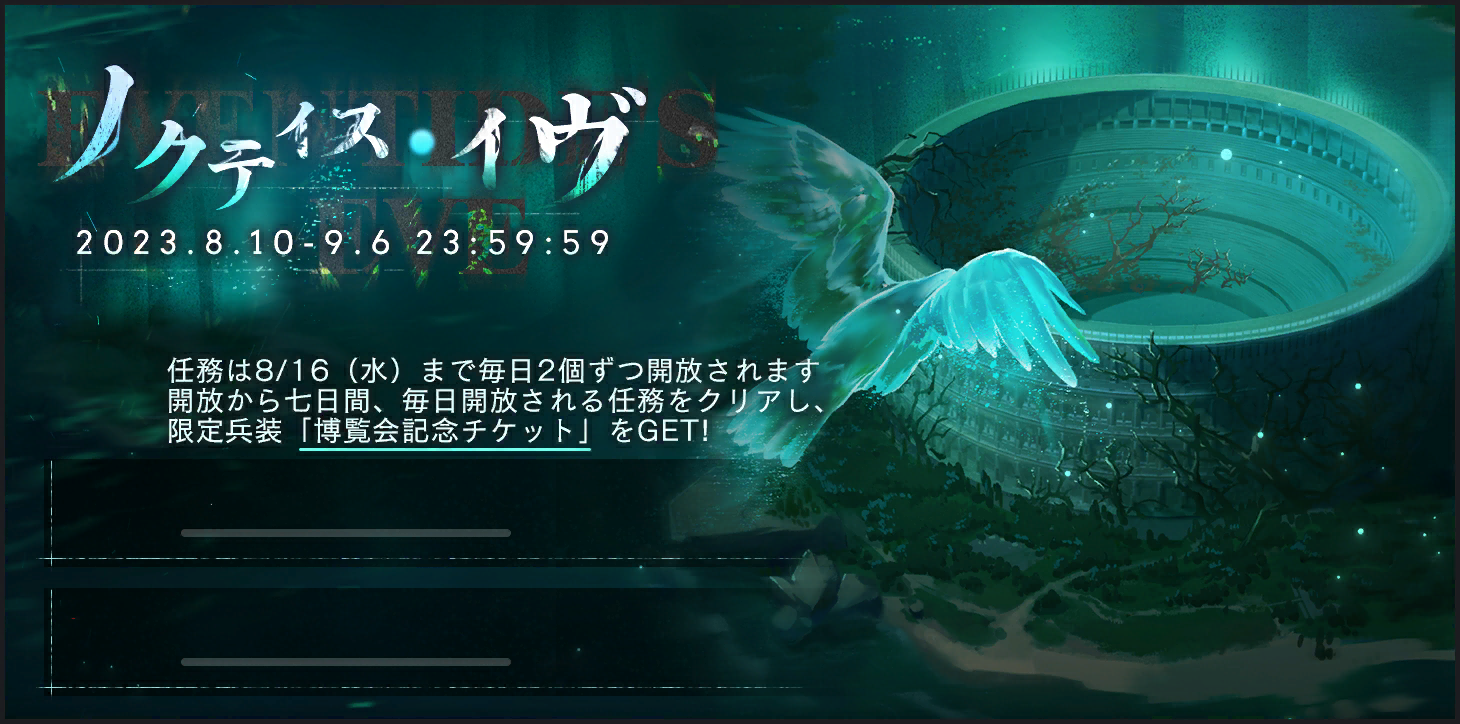 EVENTIDE'S
EVE
ノクティス・イヴ
2023.8.10-9.6 23:59:59
任務は8/16（水）まで毎日2個ずつ開放されます
開放から七日間、毎日開放される任務をクリアし、
限定兵装「博覧会記念チケット」をGET!